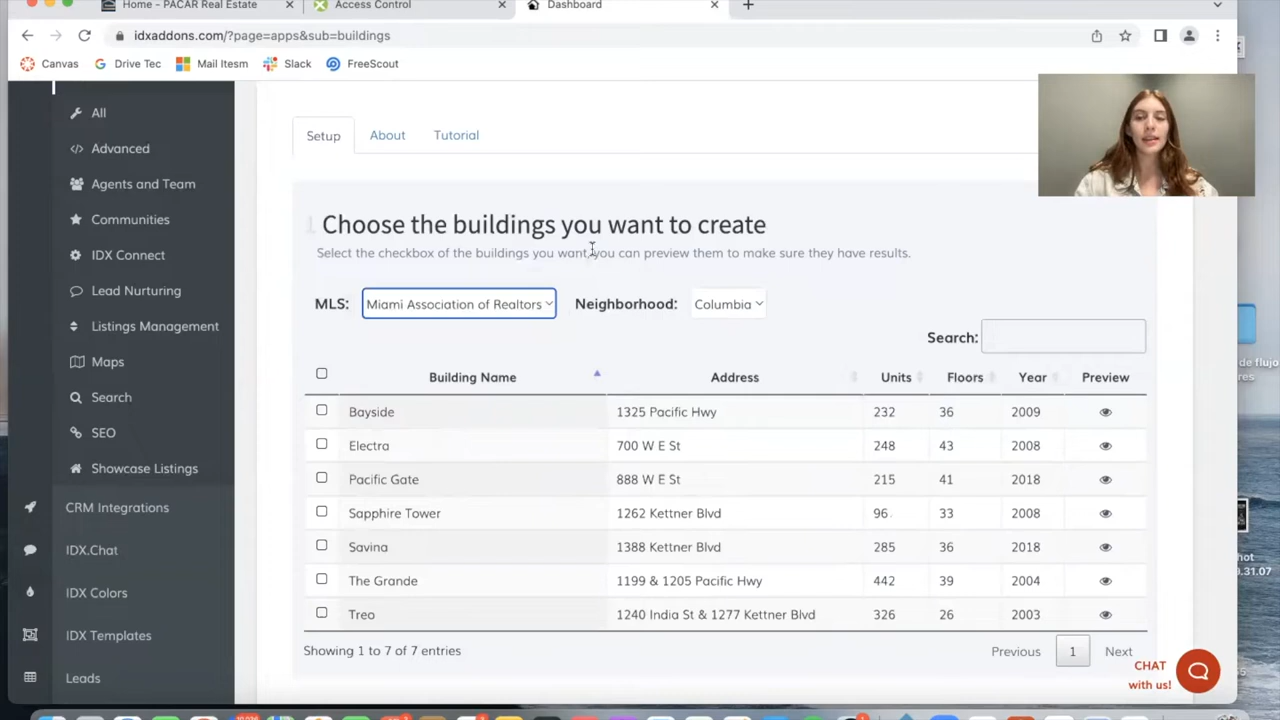 Home - PACAR Real Estate
Access Control
Dashboard
idxaddons.com/?page=apps&sub=buildings
Canvas
Drive Tec
Mail Itesm
Slack
FreeScout
All
Advanced
Agents and Team
Communities
IDX Connect
Lead Nurturing
Listings Management
Maps
Search
SEO
Showcase Listings
CRM Integrations
IDX.Chat
IDX Colors
IDX Templates
Leads
Setup About Tutorial
1 Choose the buildings you want to create
Select the checkbox of the buildings you want,you can preview them to make sure they have results.
MLS: Miami Association of Realtors Neighborhood: Columbia
Search:
Building Name Address Units Floors Year Preview
Bayside 1325 Pacific Hwy 232 36 2009
Electra 700 W E St 248 43 2008
Pacific Gate 888 W E St 215 41 2018
Sapphire Tower 1262 Kettner Blvd 96 33 2008
Savina 1388 Kettner Blvd 285 36 2018
The Grande 1199 & 1205 Pacific Hwy 442 39 2004
Treo 1240 India St & 1277 Kettner Blvd 326 26 2003
Showing 1 to 7 of 7 entries
Previous 1 Next
CHAT
with us!
de flujo